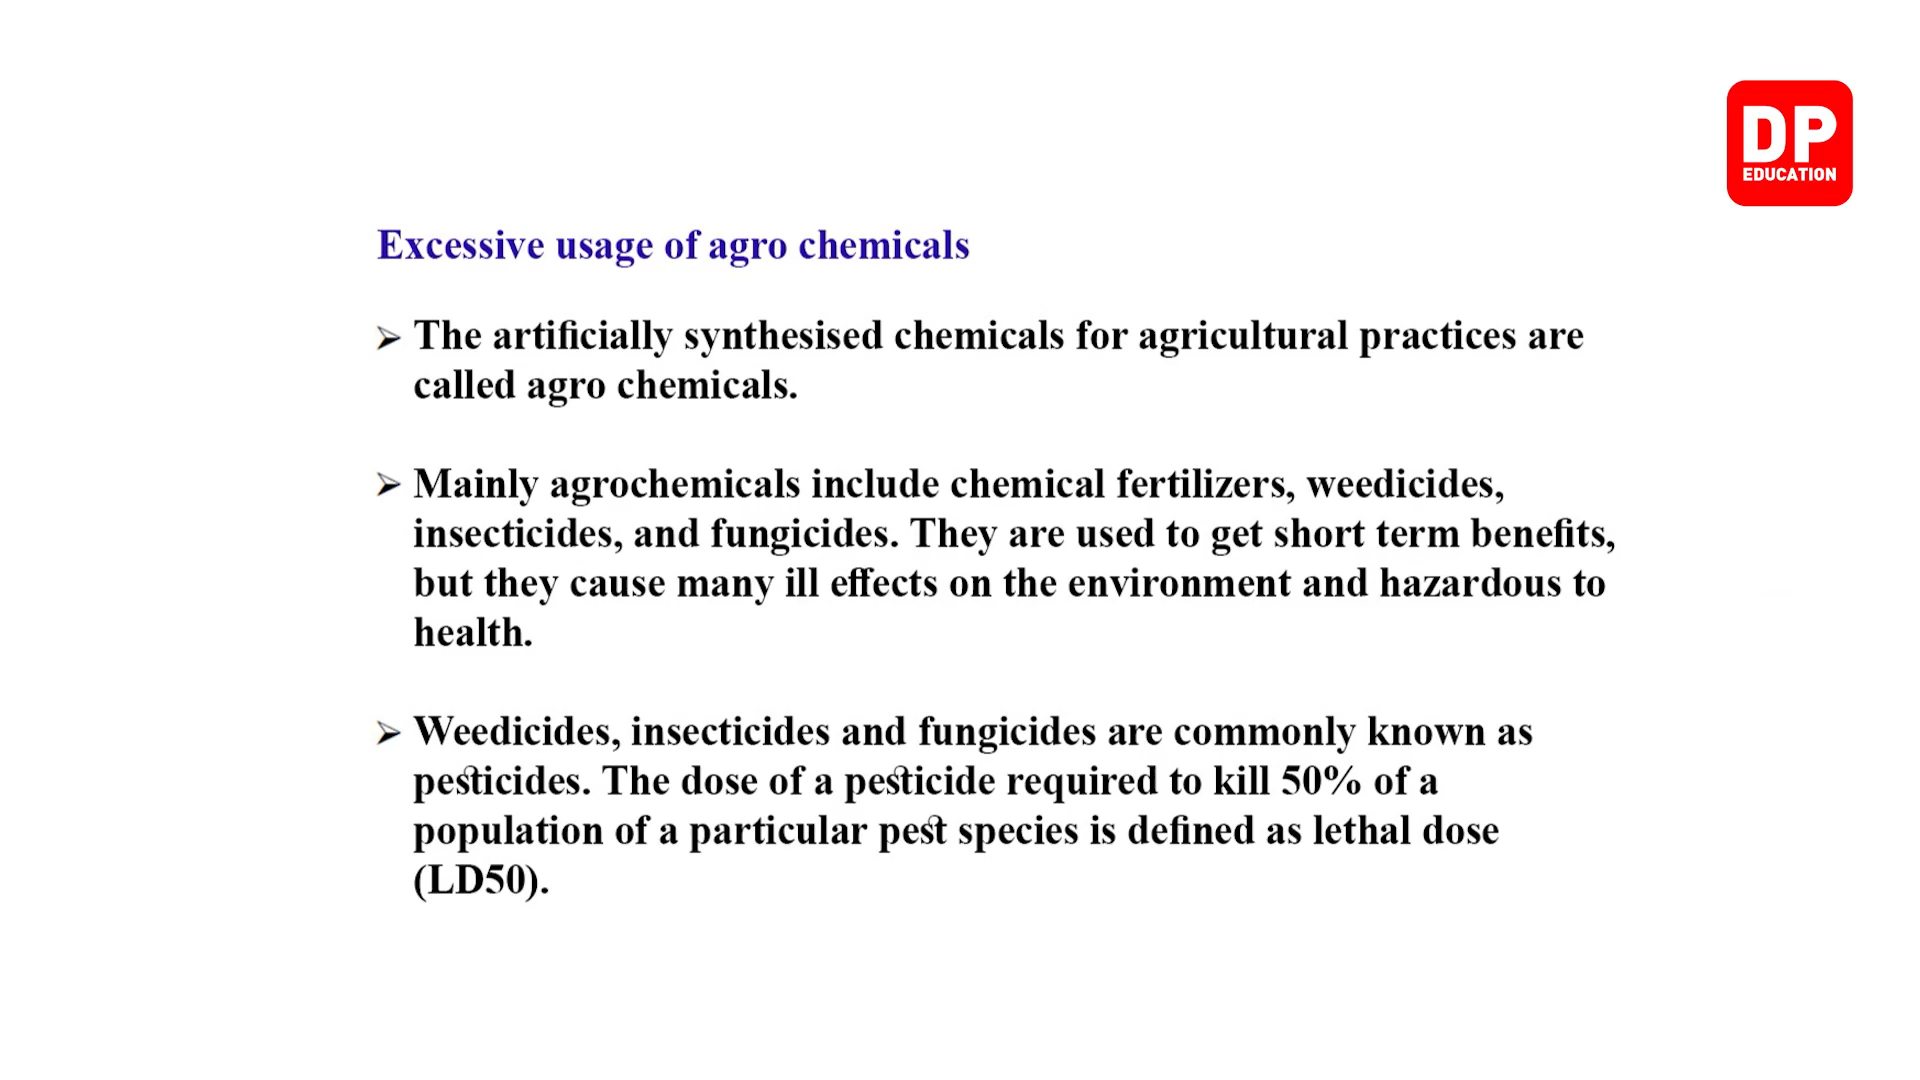 DP
EDUCATION
Excessive usage of agro chemicals
➢ The artificially synthesised chemicals for agricultural practices are
called agro chemicals.
➢ Mainly agrochemicals include chemical fertilizers, weedicides,
insecticides, and fungicides. They are used to get short term benefits,
but they cause many ill effects on the environment and hazardous to
health.
➢ Weedicides, insecticides and fungicides are commonly known as
pesticides. The dose of a pesticide required to kill 50% of a
population of a particular pest species is defined as lethal dose
(LD50).